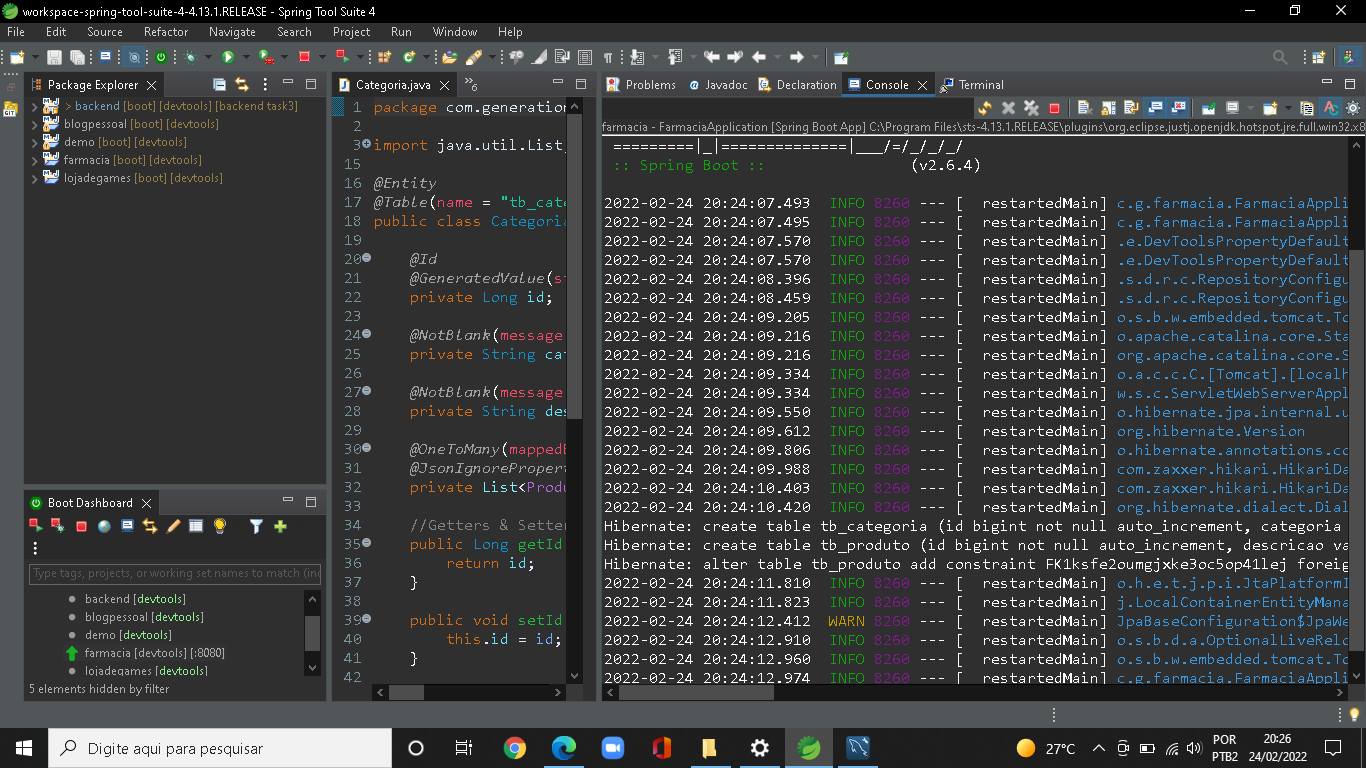 workspace-spring-tool-suite-4-4.13.1.RELEASE - Spring Tool Suite 4
File Edit Source Refactor Navigate Search Project Run Window Help
Package Explorer
> backend [boot] [devtools] [backend task3]
blogpessoal [boot] [devtools]
demo [boot] [devtools]
farmacia [boot] [devtools]
lojadegames [boot] [devtools]
Boot Dashboard
Type tags, projects, or working set names to match (inc
backend [devtools]
blogpessoal [devtools]
demo [devtools]
farmacia [devtools] [:8080]
lojadegames [devtools]
5 elements hidden by filter
Categoria.java
1 package com.generation
2
3 import java.util.List
15
16 @Entity
17 @Table(name = "tb_cate
18 public class Categoria
19
20 @Id
21 @GeneratedValue(st
22 private Long id;
23
24 @NotBlank(message
25 private String cat
26
27 @NotBlank(message
28 private String des
29
30 @OneToMany(mappedB
31 @JsonIgnorePropert
32 private List<Produ
33
34 //Getters & Setter
35 public Long getId
36 return id;
37 }
38
39 public void setId
40 this.id = id;
41 }
42
Problems Javadoc Declaration Console Terminal
farmacia - FarmaciaApplication [Spring Boot App] C:\Program Files\sts-4.13.1.RELEASE\plugins\org.eclipse.justj.openjdk.hotspot.jre.full.win32.x8
=========|_|==============|___/=/_/_/_/
:: Spring Boot :: (v2.6.4)
2022-02-24 20:24:07.493 INFO 8260 --- [ restartedMain] c.g.farmacia.FarmaciaAppli
2022-02-24 20:24:07.495 INFO 8260 --- [ restartedMain] c.g.farmacia.FarmaciaAppli
2022-02-24 20:24:07.570 INFO 8260 --- [ restartedMain] .e.DevToolsPropertyDefault
2022-02-24 20:24:07.570 INFO 8260 --- [ restartedMain] .e.DevToolsPropertyDefault
2022-02-24 20:24:08.396 INFO 8260 --- [ restartedMain] .s.d.r.c.RepositoryConfigu
2022-02-24 20:24:08.459 INFO 8260 --- [ restartedMain] .s.d.r.c.RepositoryConfigu
2022-02-24 20:24:09.205 INFO 8260 --- [ restartedMain] o.s.b.w.embedded.tomcat.To
2022-02-24 20:24:09.216 INFO 8260 --- [ restartedMain] o.apache.catalina.core.Sta
2022-02-24 20:24:09.216 INFO 8260 --- [ restartedMain] org.apache.catalina.core.S
2022-02-24 20:24:09.334 INFO 8260 --- [ restartedMain] o.a.c.c.C.[Tomcat].[localh
2022-02-24 20:24:09.334 INFO 8260 --- [ restartedMain] w.s.c.ServletWebServerAppl
2022-02-24 20:24:09.550 INFO 8260 --- [ restartedMain] o.hibernate.jpa.internal.u
2022-02-24 20:24:09.612 INFO 8260 --- [ restartedMain] org.hibernate.Version
2022-02-24 20:24:09.806 INFO 8260 --- [ restartedMain] o.hibernate.annotations.co
2022-02-24 20:24:09.988 INFO 8260 --- [ restartedMain] com.zaxxer.hikari.HikariDa
2022-02-24 20:24:10.403 INFO 8260 --- [ restartedMain] com.zaxxer.hikari.HikariDa
2022-02-24 20:24:10.420 INFO 8260 --- [ restartedMain] org.hibernate.dialect.Dial
Hibernate: create table tb_categoria (id bigint not null auto_increment, categoria
Hibernate: create table tb_produto (id bigint not null auto_increment, descricao va
Hibernate: alter table tb_produto add constraint FK1ksfe2oumgjxke3oc5op41lej foreig
2022-02-24 20:24:11.810 INFO 8260 --- [ restartedMain] o.h.e.t.j.p.i.JtaPlatformI
2022-02-24 20:24:11.823 INFO 8260 --- [ restartedMain] j.LocalContainerEntityMana
2022-02-24 20:24:12.412 WARN 8260 --- [ restartedMain] JpaBaseConfiguration$JpaWe
2022-02-24 20:24:12.910 INFO 8260 --- [ restartedMain] o.s.b.d.a.OptionalLiveRelo
2022-02-24 20:24:12.960 INFO 8260 --- [ restartedMain] o.s.b.w.embedded.tomcat.To
2022-02-24 20:24:12.974 INFO 8260 --- [ restartedMain] c.g.farmacia.FarmaciaAppli
Digite aqui para pesquisar
27°C
POR
PTB2
20:26
24/02/2022